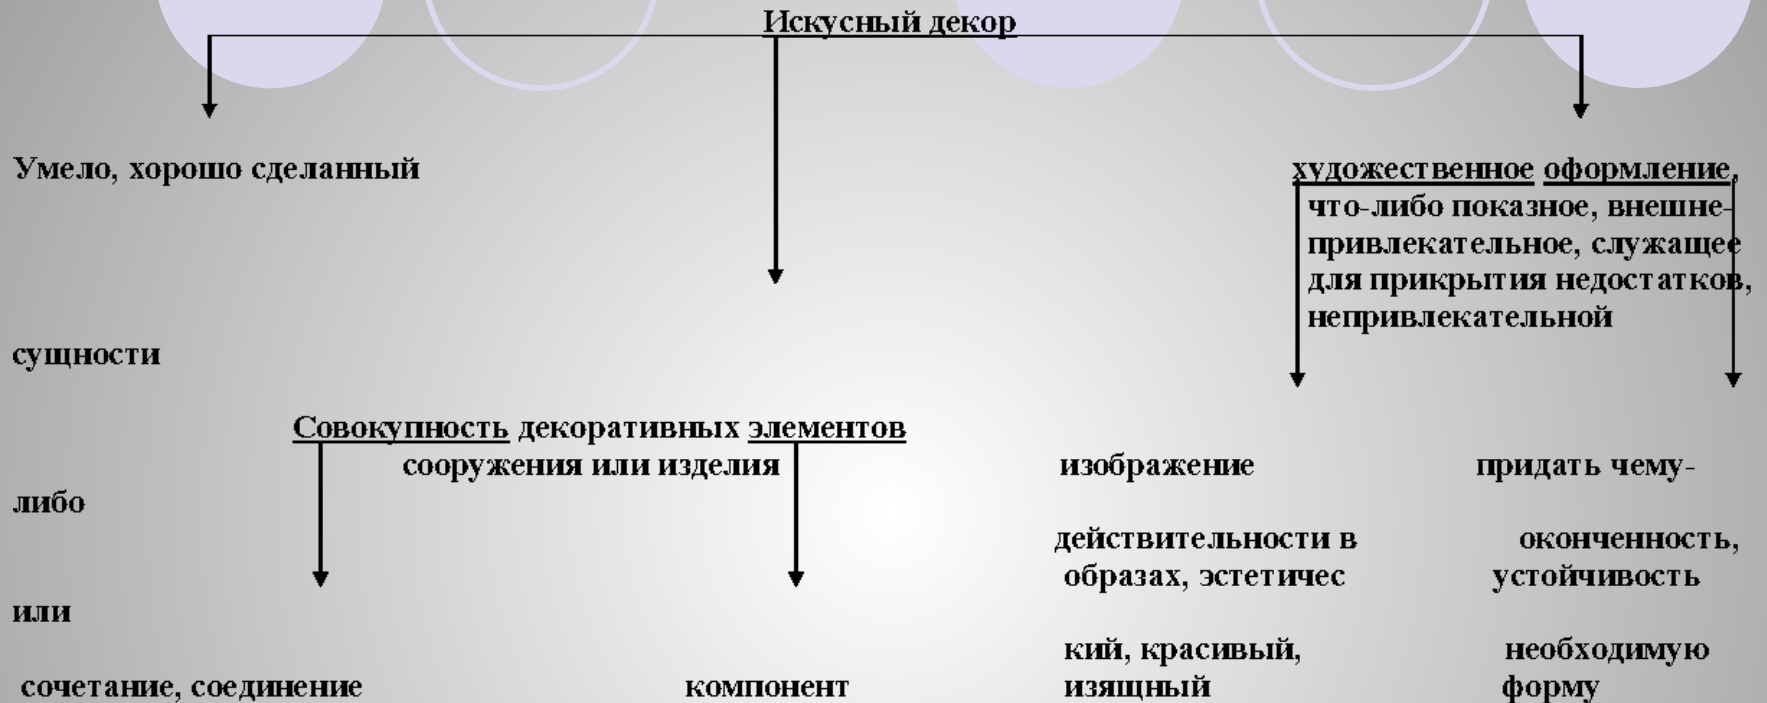 Искусный декор
Умело, хорошо сделанный художественное оформление,
что-либо показное, внешне-
привлекательное, служащее
для прикрытия недостатков,
непривлекательной
сущности
Совокупность декоративных элементов
сооружения или изделия изображение придать чему-
либо
действительности в оконченность,
образах, эстетичес устойчивость
или
кий, красивый, необходимую
сочетание, соединение компонент изящный форму